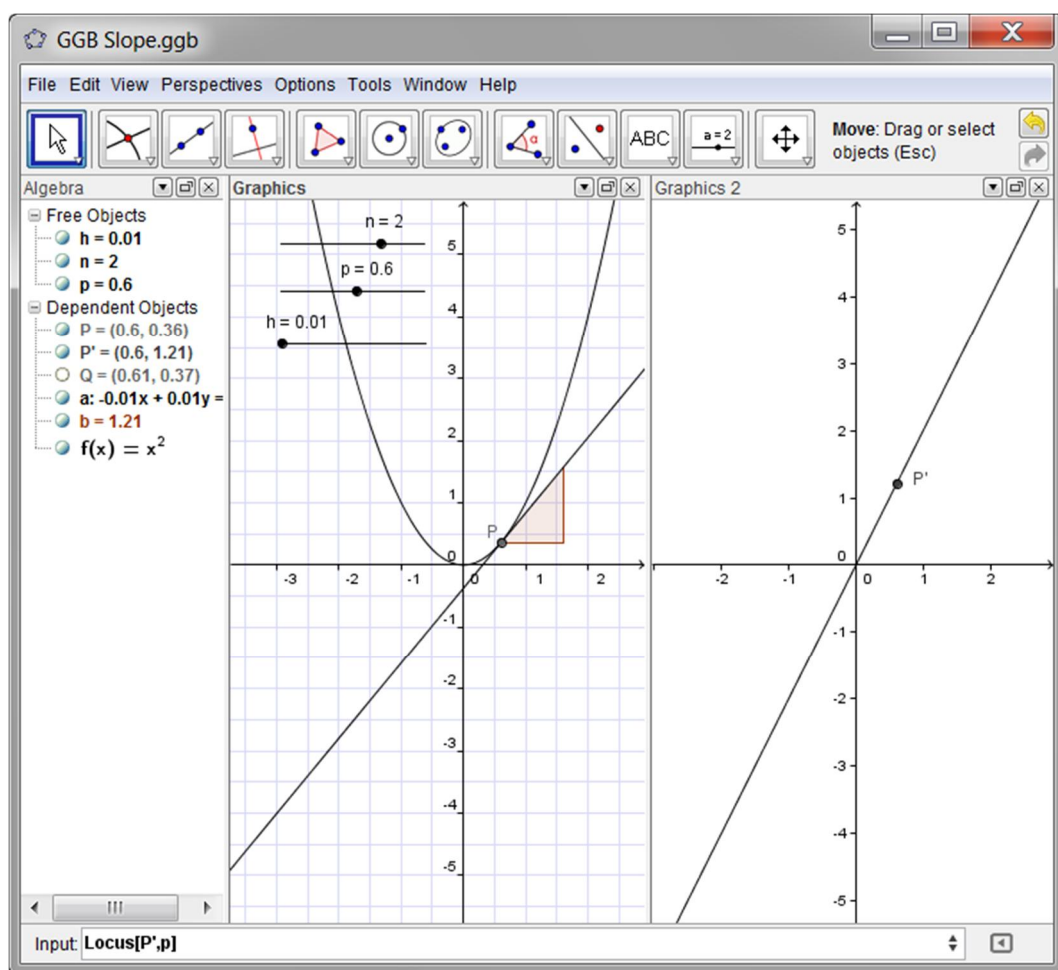 GGB Slope.ggb
File Edit View Perspectives Options Tools Window Help
ABC
a = 2
α
Move: Drag or select objects (Esc)
Algebra
Free Objects
h = 0.01
n = 2
p = 0.6
Dependent Objects
P = (0.6, 0.36)
P' = (0.6, 1.21)
Q = (0.61, 0.37)
a: -0.01x + 0.01y =
b = 1.21
f(x) = x²
Graphics
n = 2
p = 0.6
h = 0.01
5
4
3
2
1
P
0
-3 -2 -1 0 1 2
-1
-2
-3
-4
-5
Graphics 2
5
4
3
2
P'
1
0
-2 -1 0 1 2
-1
-2
-3
-4
-5
Input: Locus[P',p]